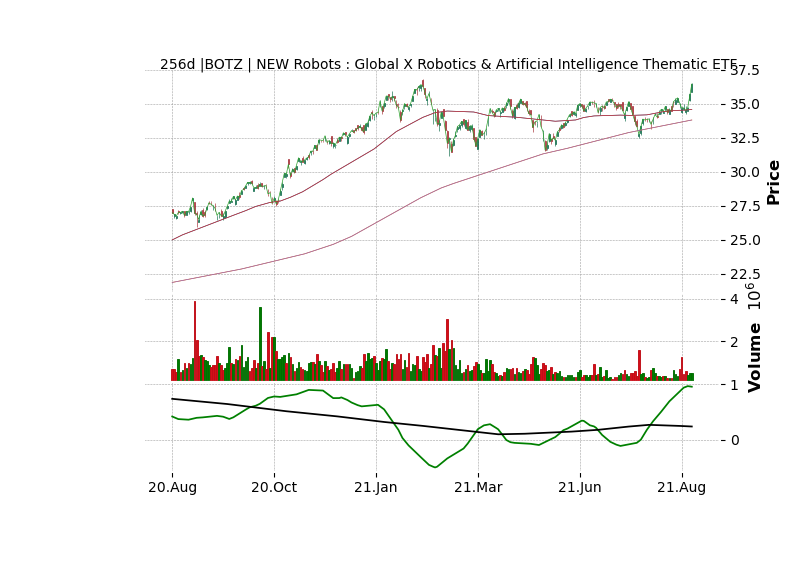 256d |BOTZ | NEW Robots : Global X Robotics & Artificial Intelligence Thematic ETF
37.5
35.0
32.5
30.0
27.5
25.0
22.5
Price
4
2
Volume 10^6
1
0
20.Aug 20.Oct 21.Jan 21.Mar 21.Jun 21.Aug